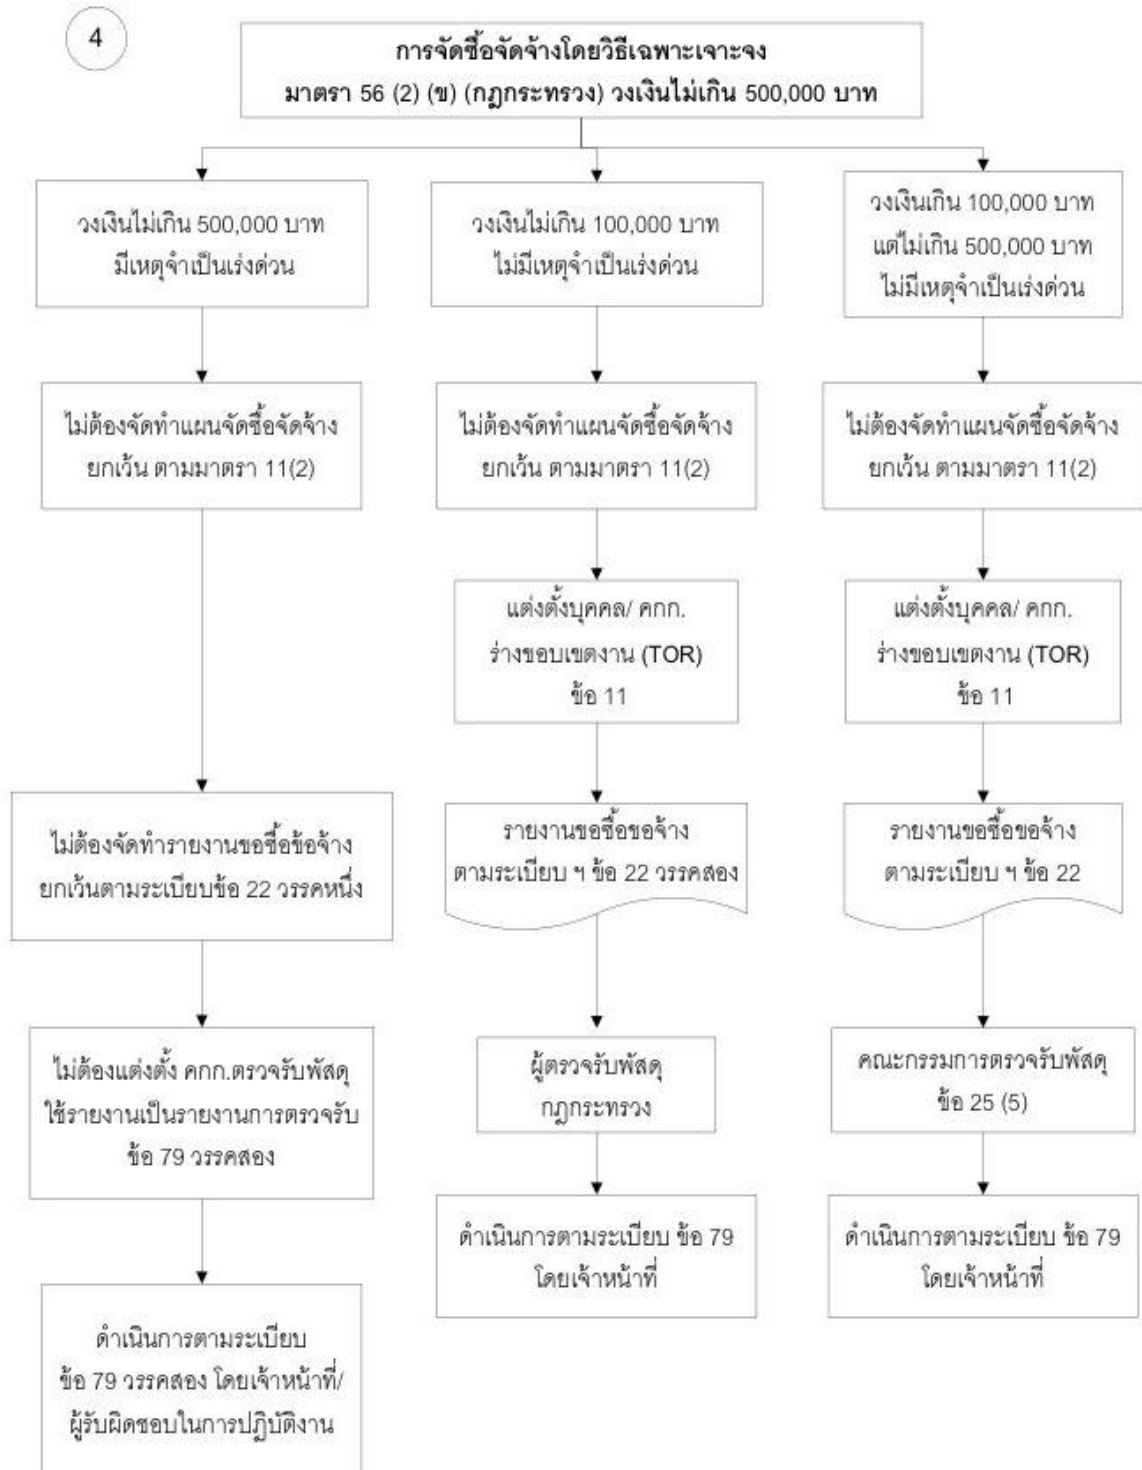 4
การจัดซื้อจัดจ้างโดยวิธีเฉพาะเจาะจง
มาตรา 56 (2) (ข) (กฎกระทรวง) วงเงินไม่เกิน 500,000 บาท
วงเงินไม่เกิน 500,000 บาท
มีเหตุจำเป็นเร่งด่วน
วงเงินไม่เกิน 100,000 บาท
ไม่มีเหตุจำเป็นเร่งด่วน
วงเงินเกิน 100,000 บาท
แต่ไม่เกิน 500,000 บาท
ไม่มีเหตุจำเป็นเร่งด่วน
ไม่ต้องจัดทำแผนจัดซื้อจัดจ้าง
ยกเว้น ตามมาตรา 11(2)
ไม่ต้องจัดทำแผนจัดซื้อจัดจ้าง
ยกเว้น ตามมาตรา 11(2)
ไม่ต้องจัดทำแผนจัดซื้อจัดจ้าง
ยกเว้น ตามมาตรา 11(2)
แต่งตั้งบุคคล/ คกก.
ร่างขอบเขตงาน (TOR)
ข้อ 11
แต่งตั้งบุคคล/ คกก.
ร่างขอบเขตงาน (TOR)
ข้อ 11
ไม่ต้องจัดทำรายงานขอซื้อข้อจ้าง
ยกเว้นตามระเบียบข้อ 22 วรรคหนึ่ง
รายงานขอซื้อขอจ้าง
ตามระเบียบ ฯ ข้อ 22 วรรคสอง
รายงานขอซื้อขอจ้าง
ตามระเบียบ ฯ ข้อ 22
ไม่ต้องแต่งตั้ง คกก.ตรวจรับพัสดุ
ใช้รายงานเป็นรายงานการตรวจรับ
ข้อ 79 วรรคสอง
ผู้ตรวจรับพัสดุ
กฎกระทรวง
คณะกรรมการตรวจรับพัสดุ
ข้อ 25 (5)
ดำเนินการตามระเบียบ
ข้อ 79 วรรคสอง โดยเจ้าหน้าที่/
ผู้รับผิดชอบในการปฏิบัติงาน
ดำเนินการตามระเบียบ ข้อ 79
โดยเจ้าหน้าที่
ดำเนินการตามระเบียบ ข้อ 79
โดยเจ้าหน้าที่